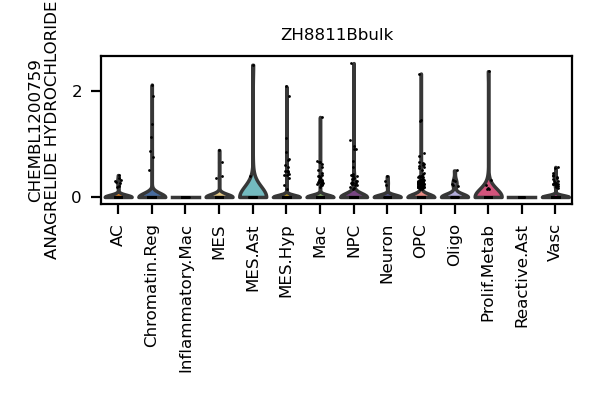 ZH8811Bbulk
CHEMBL1200759
ANAGRELIDE HYDROCHLORIDE
2
0
AC
Chromatin.Reg
Inflammatory.Mac
MES
MES.Ast
MES.Hyp
Mac
NPC
Neuron
OPC
Oligo
Prolif.Metab
Reactive.Ast
Vasc